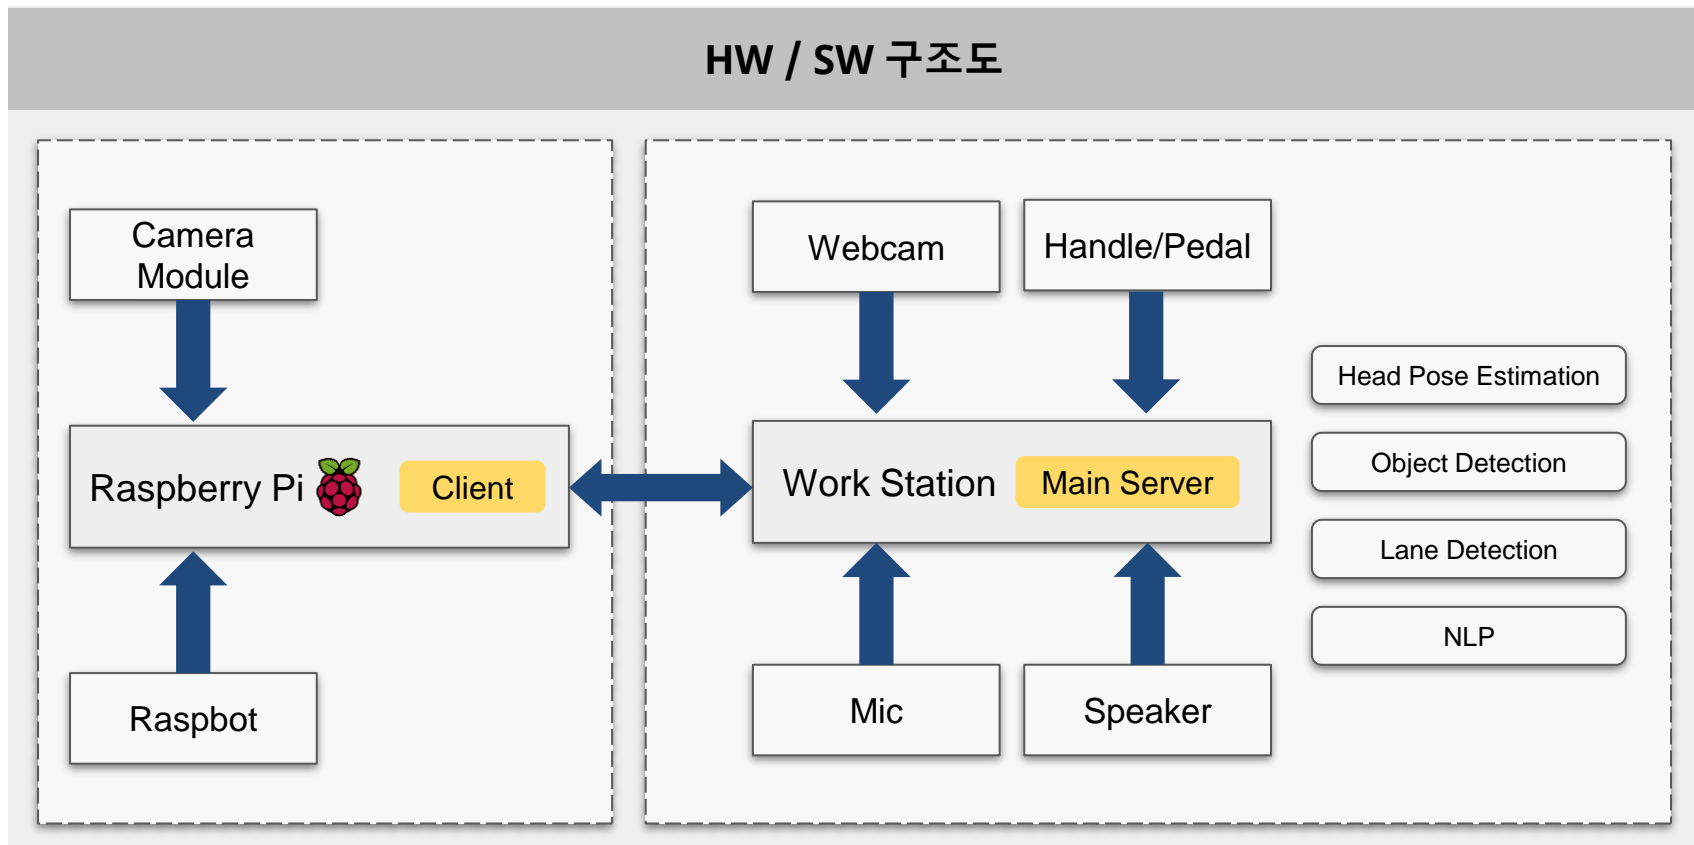 HW / SW 구조도
Camera
Module
Raspberry Pi
Client
Raspbot
Webcam
Handle/Pedal
Work Station
Main Server
Mic
Speaker
Head Pose Estimation
Object Detection
Lane Detection
NLP